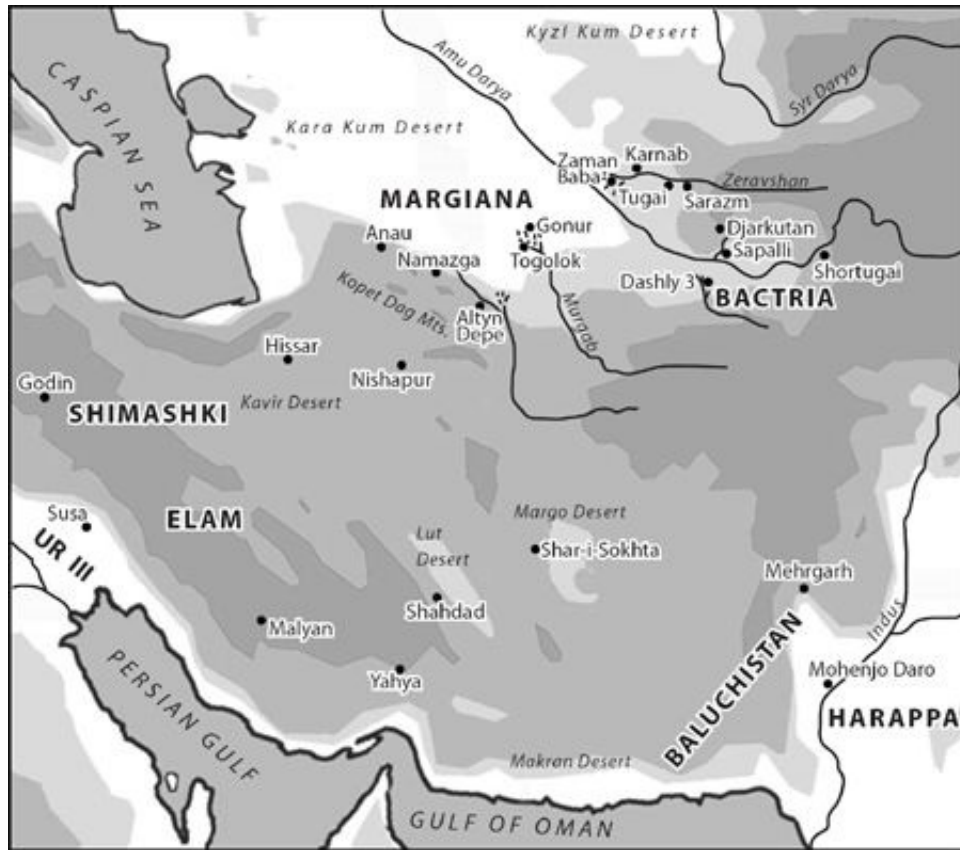 Kyzl Kum Desert
CASPIAN SEA
Amu Darya
Syr Darya
Kara Kum Desert
Zaman
Baba
Karnab
Zeravshan
Tugai
Sarazm
MARGIANA
Gonur
Djarkutan
Anau
Togolok
Sapalli
Namazga
Shortugai
Dashly 3
BACTRIA
Kopet Dag Mts.
Altyn
Depe
Murgab
Hissar
Nishapur
Godin
Kavir Desert
SHIMASHKI
Susa
ELAM
Margo Desert
UR III
Lut
Desert
Shar-i-Sokhta
Mehrgarh
Shahdad
Indus
Malyan
BALUCHISTAN
Yahya
Mohenjo Daro
PERSIAN GULF
HARAPPA
Makran Desert
GULF OF OMAN